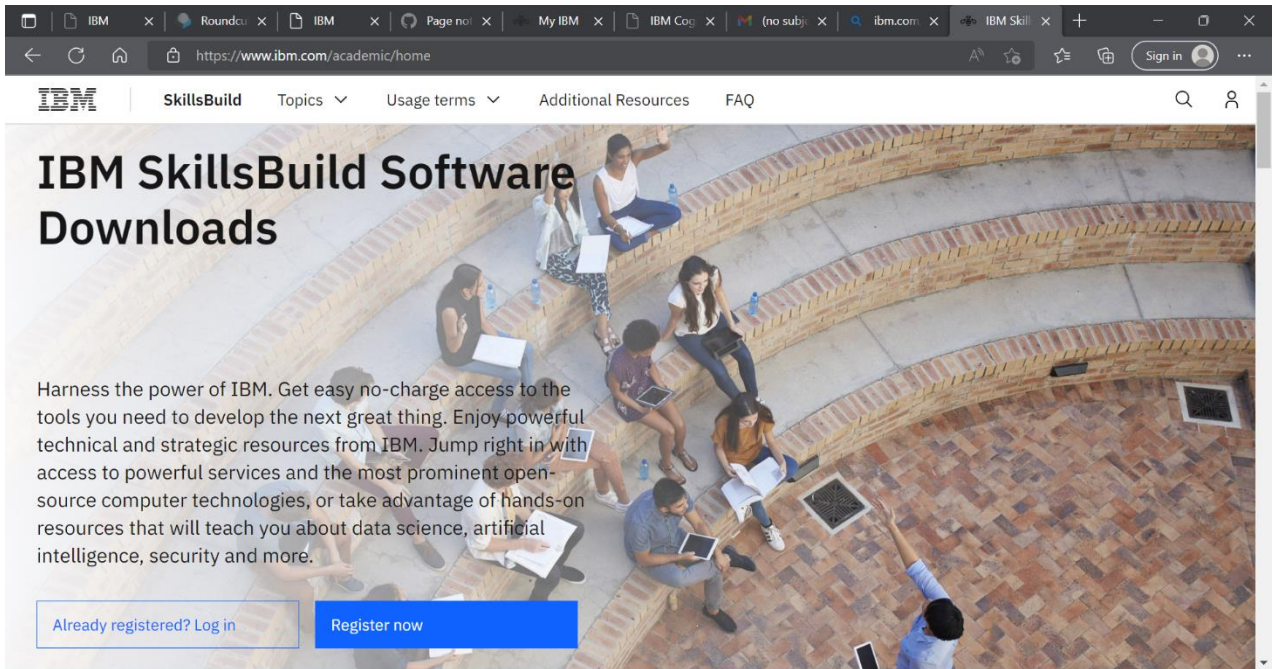 IBM
Roundcu
IBM
Page not
My IBM
IBM Cog
(no subje
ibm.com
IBM Skill
https://www.ibm.com/academic/home
Sign in
IBM
SkillsBuild
Topics
Usage terms
Additional Resources
FAQ
IBM SkillsBuild Software
Downloads
Harness the power of IBM. Get easy no-charge access to the
tools you need to develop the next great thing. Enjoy powerful
technical and strategic resources from IBM. Jump right in with
access to powerful services and the most prominent open-
source computer technologies, or take advantage of hands-on
resources that will teach you about data science, artificial
intelligence, security and more.
Already registered? Log in
Register now